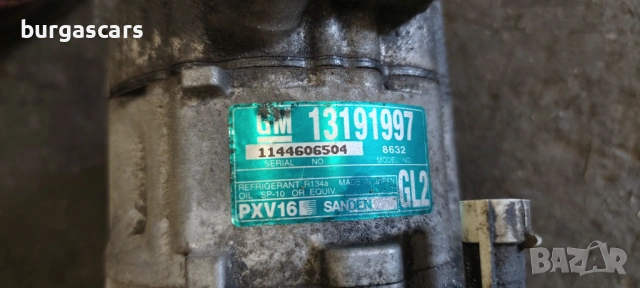 burgascars
GM 13191997
1144606504 8632
SERIAL NO. MODEL NO.
REFRIGERANT R134a MADE IN JAPAN
OIL SP-10 OR EQUIV. GL2
PXV16 SANDEN
BAZAR